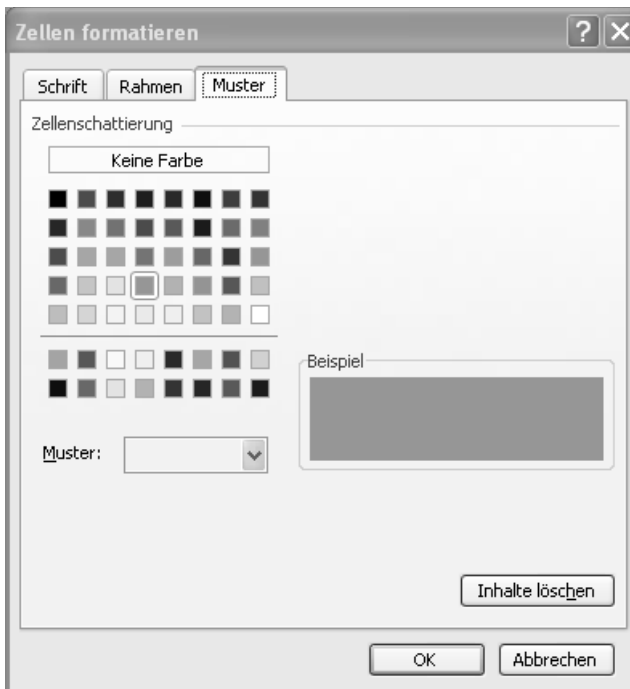 Zellen formatieren
Schrift Rahmen Muster
Zellenschattierung
Keine Farbe
Beispiel
Muster:
Inhalte löschen
OK Abbrechen